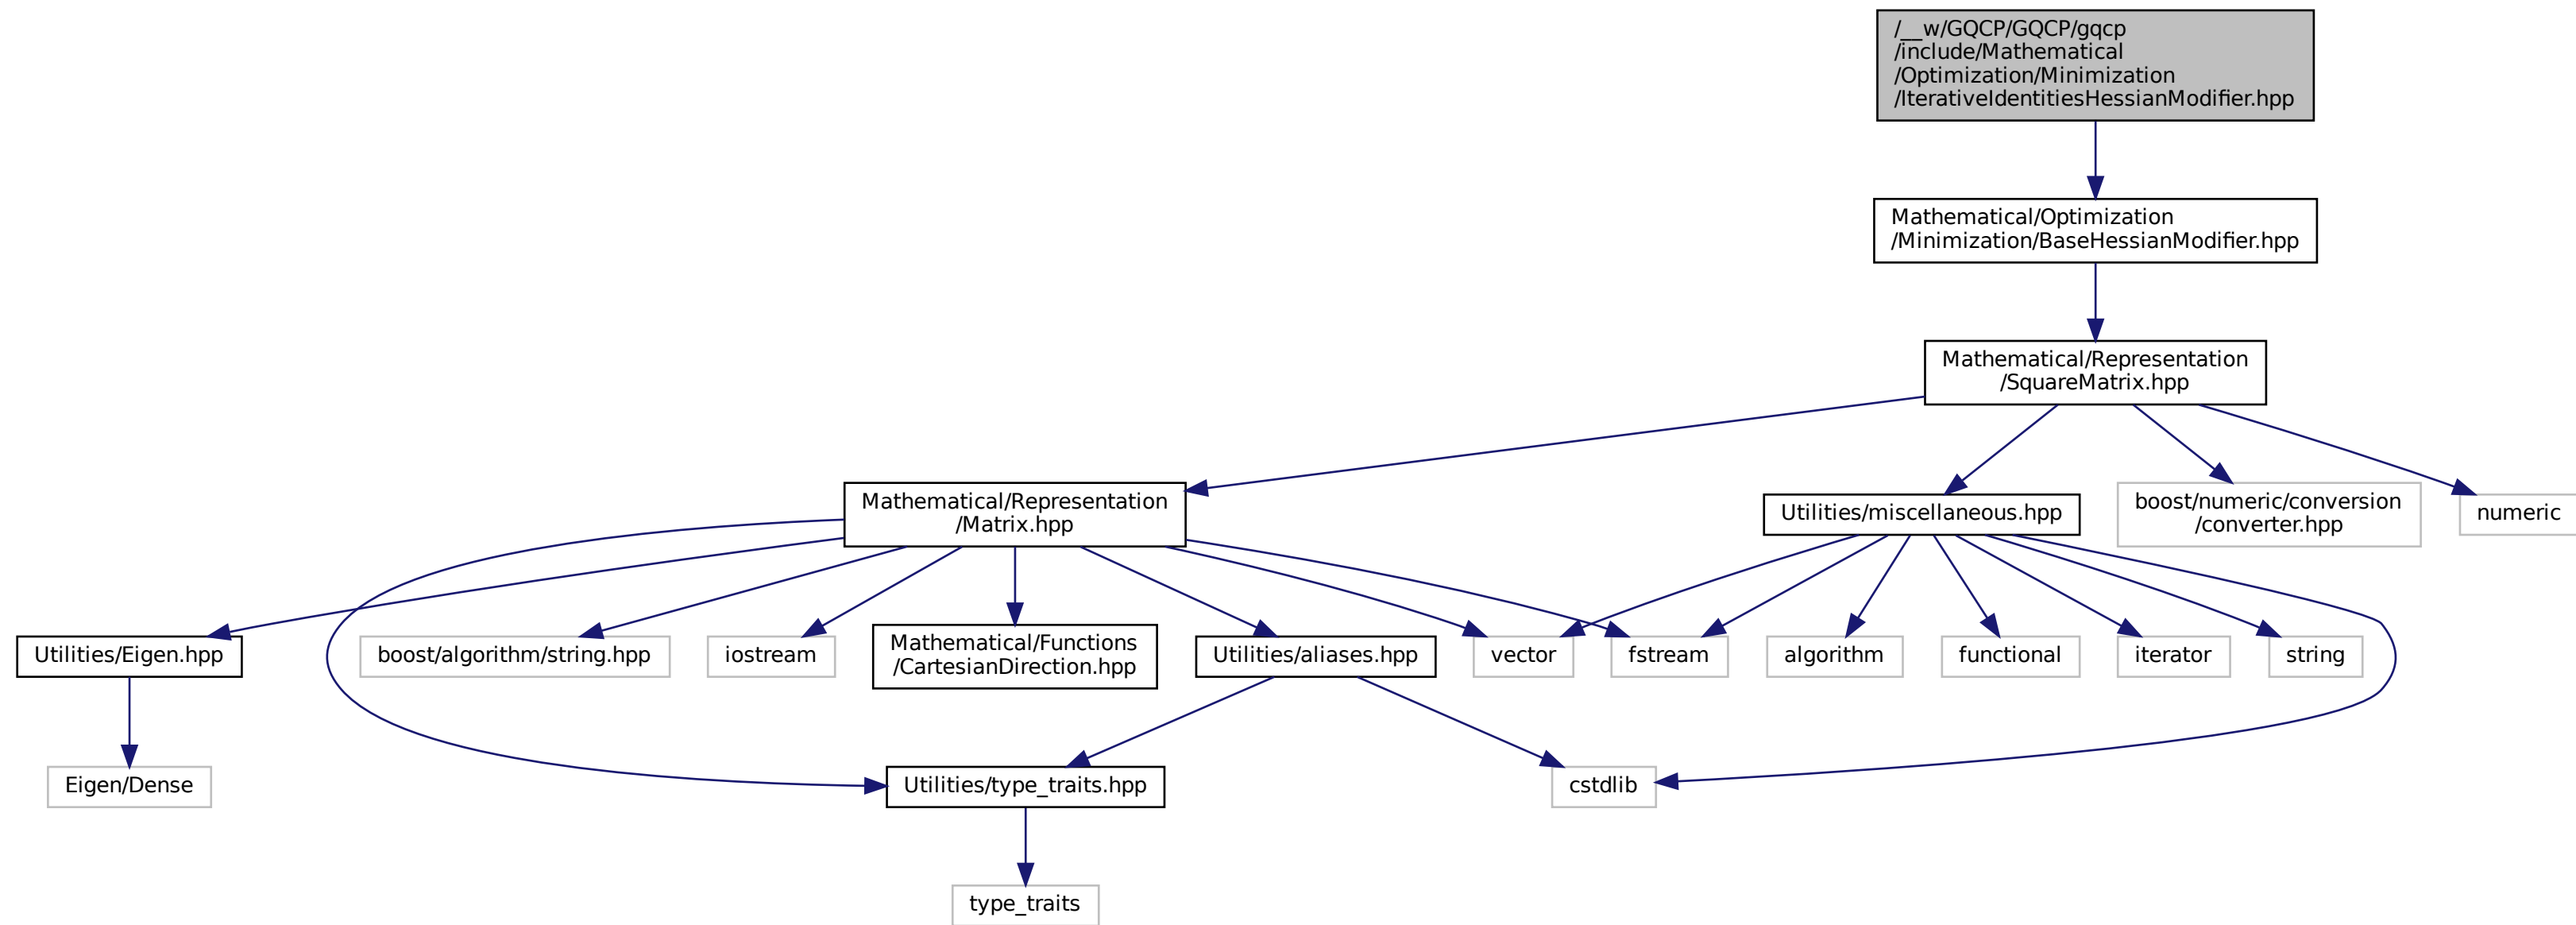 /__w/GQCP/GQCP/gqcp
/include/Mathematical
/Optimization/Minimization
/IterativeIdentitiesHessianModifier.hpp
Mathematical/Optimization
/Minimization/BaseHessianModifier.hpp
Mathematical/Representation
/SquareMatrix.hpp
Mathematical/Representation
/Matrix.hpp
Utilities/miscellaneous.hpp
boost/numeric/conversion
/converter.hpp
numeric
Utilities/Eigen.hpp
boost/algorithm/string.hpp
iostream
Mathematical/Functions
/CartesianDirection.hpp
Utilities/aliases.hpp
vector
fstream
algorithm
functional
iterator
string
Eigen/Dense
Utilities/type_traits.hpp
cstdlib
type_traits